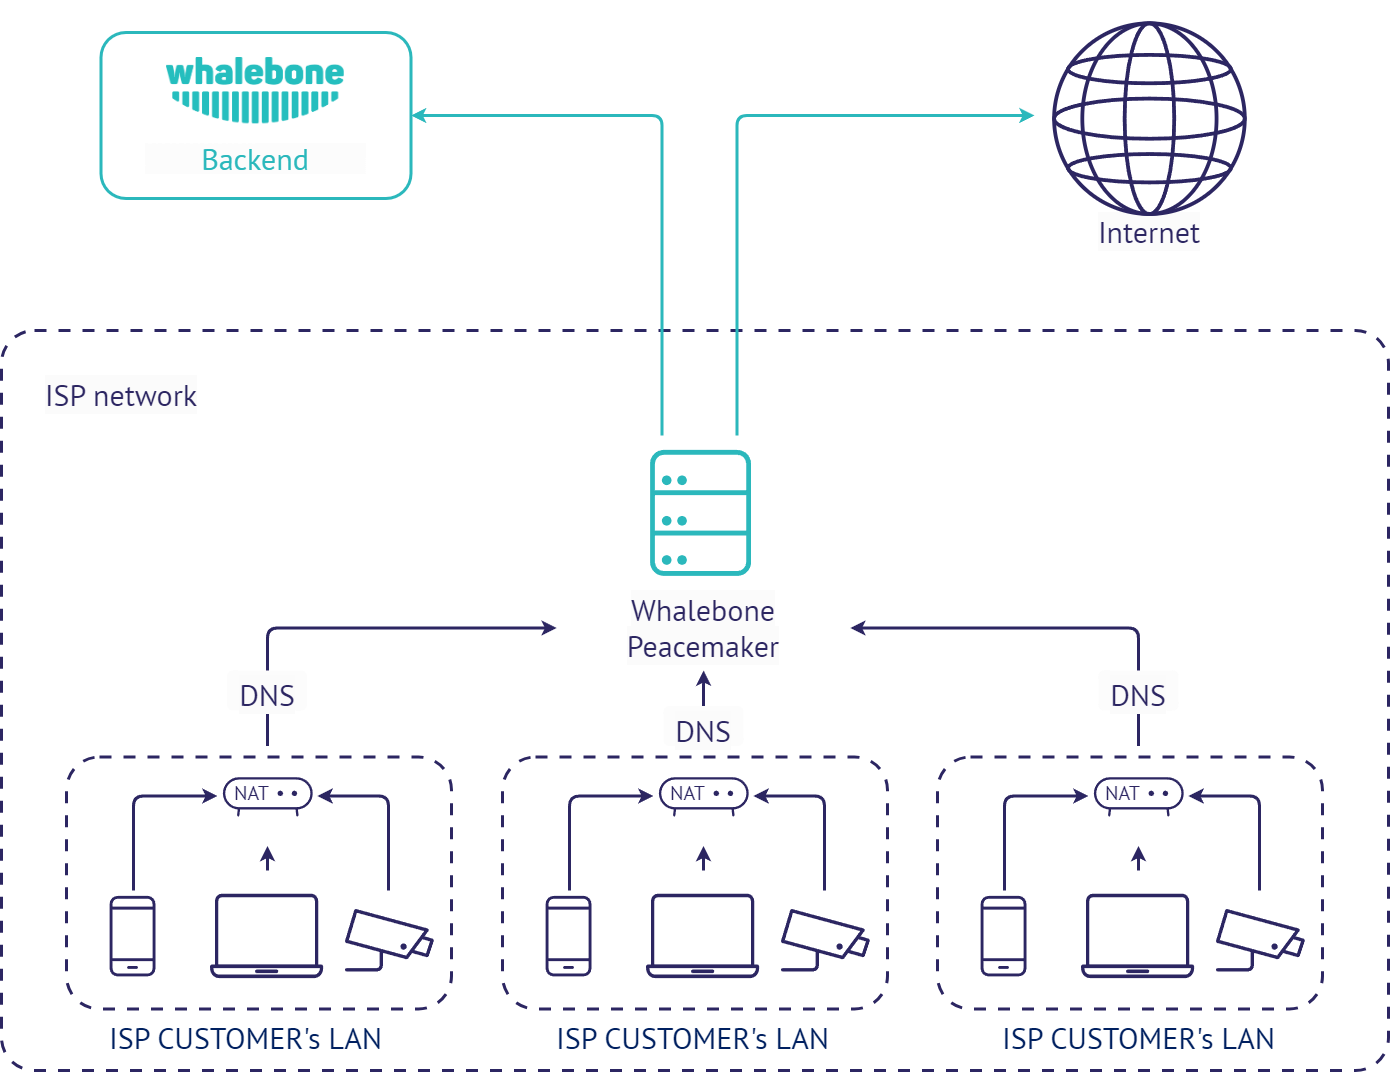 whalebone
Backend
Internet
ISP network
Whalebone
Peacemaker
DNS
DNS
DNS
NAT
NAT
NAT
ISP CUSTOMER's LAN
ISP CUSTOMER's LAN
ISP CUSTOMER's LAN